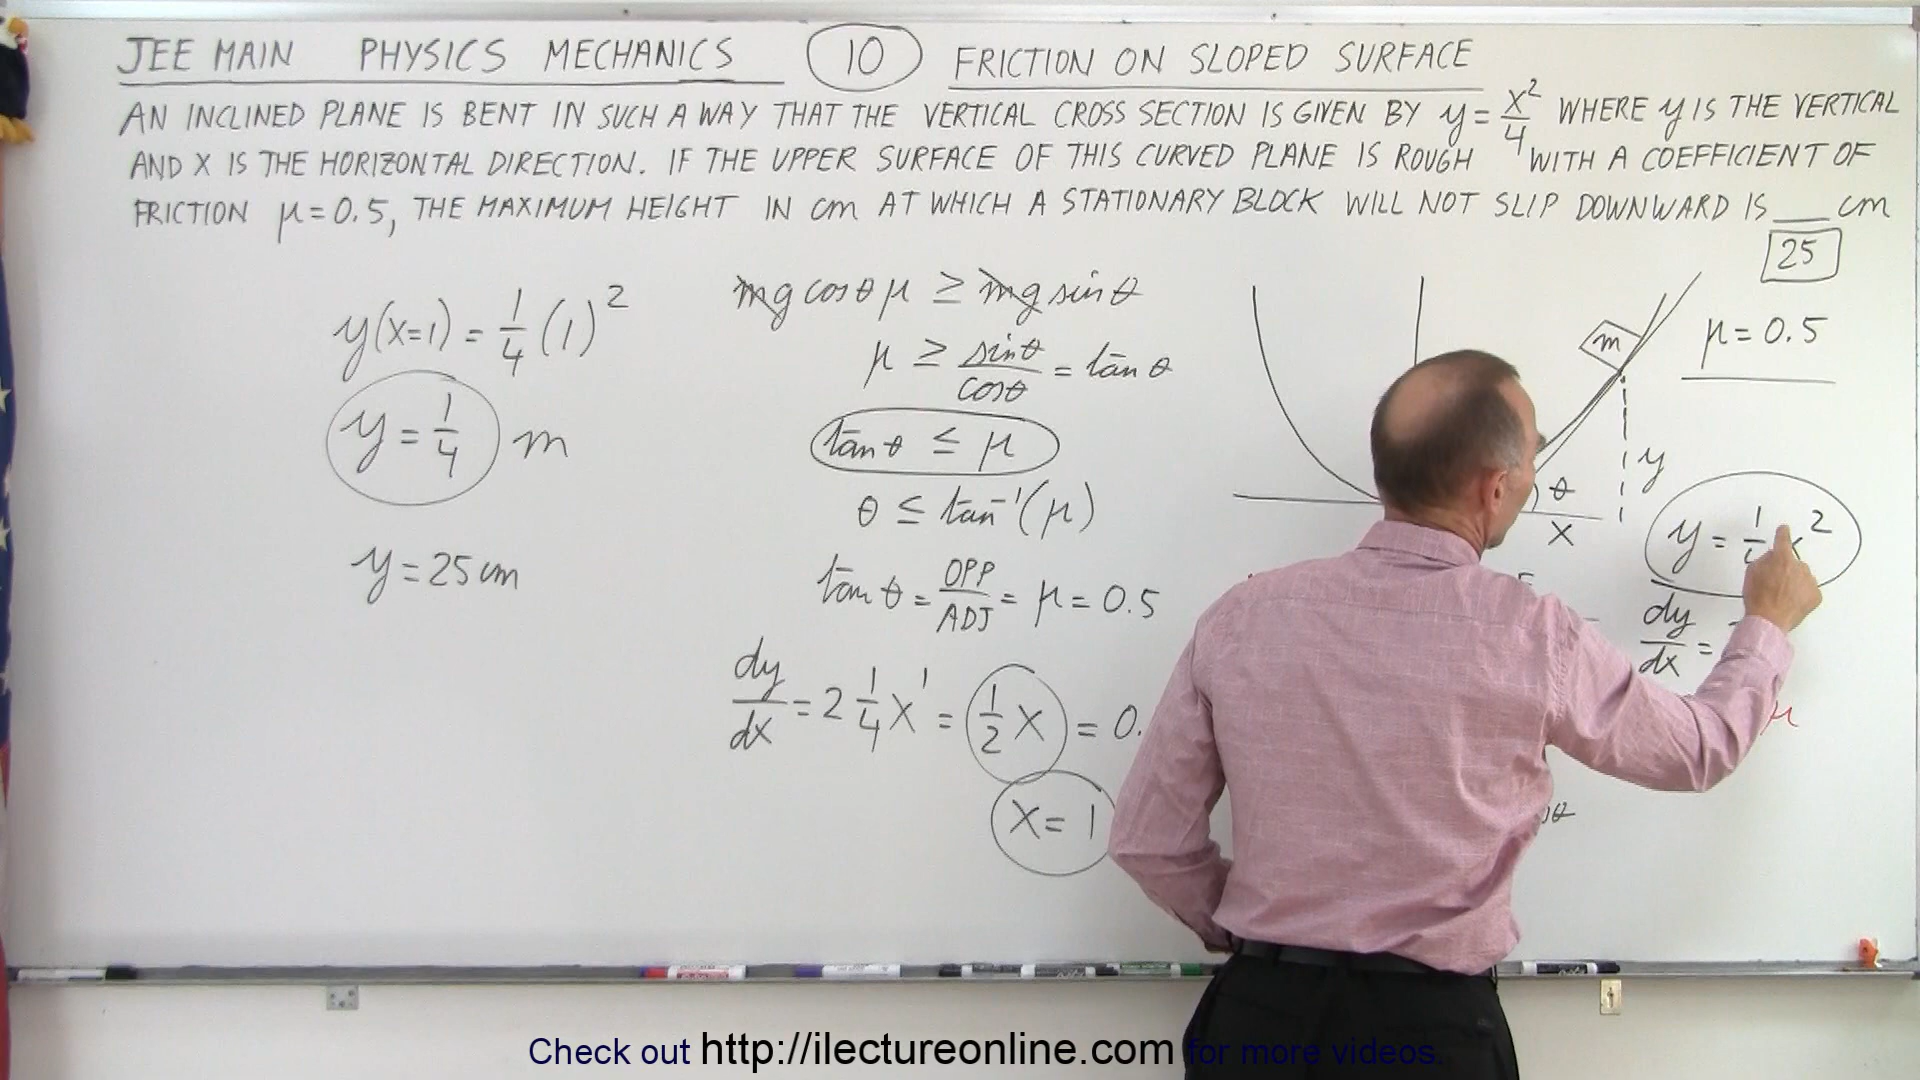 JEE MAIN PHYSICS MECHANICS 10 FRICTION ON SLOPED SURFACE
AN INCLINED PLANE IS BENT IN SUCH A WAY THAT THE VERTICAL CROSS SECTION IS GIVEN BY y = x²/4 WHERE y IS THE VERTICAL
AND X IS THE HORIZONTAL DIRECTION. IF THE UPPER SURFACE OF THIS CURVED PLANE IS ROUGH WITH A COEFFICIENT OF
FRICTION μ = 0.5, THE MAXIMUM HEIGHT IN cm AT WHICH A STATIONARY BLOCK WILL NOT SLIP DOWNWARD IS ___ cm
25
y(x=1) = 1/4 (1)²
y = 1/4 m
y = 25 cm
mg cosθ μ ≥ mg sinθ
μ ≥ sinθ/cosθ = tanθ
tanθ ≤ μ
θ ≤ tan⁻¹(μ)
tanθ = OPP/ADJ = μ = 0.5
dy/dx = 2 1/4 x¹ = 1/2 x = 0.
x = 1
m
μ = 0.5
y
θ
x
y = 1/ x²
dy/dx =
μ
θ
Check out http://ilectureonline.com for more videos.